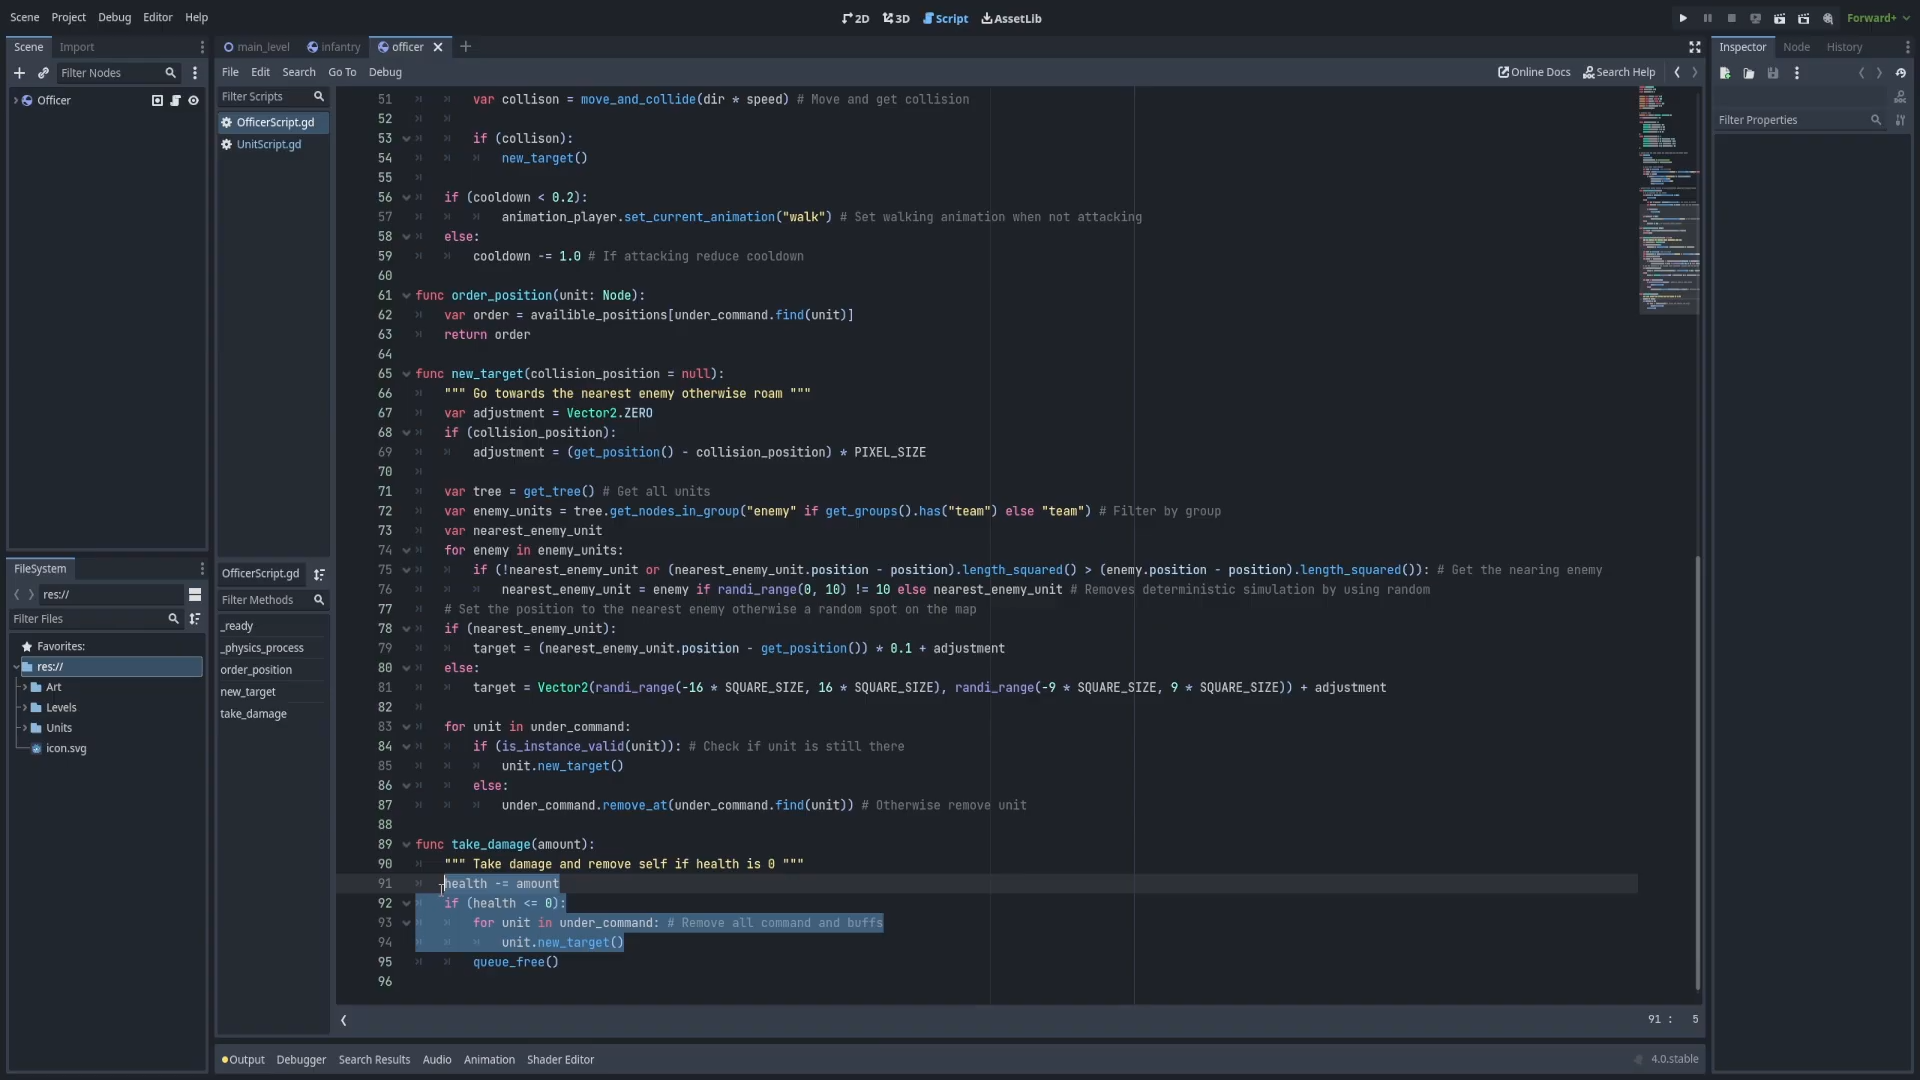 Scene Project Debug Editor Help
2D 3D Script AssetLib
Forward+
Scene Import
main_level infantry officer
Inspector Node History
Filter Nodes
File Edit Search Go To Debug
Online Docs Search Help
Officer
Filter Scripts
OfficerScript.gd
UnitScript.gd
Filter Properties
51 var collison = move_and_collide(dir * speed) # Move and get collision
52
53 if (collison):
54 new_target()
55
56 if (cooldown < 0.2):
57 animation_player.set_current_animation("walk") # Set walking animation when not attacking
58 else:
59 cooldown -= 1.0 # If attacking reduce cooldown
60
61 func order_position(unit: Node):
62 var order = availible_positions[under_command.find(unit)]
63 return order
64
65 func new_target(collision_position = null):
66 """ Go towards the nearest enemy otherwise roam """
67 var adjustment = Vector2.ZERO
68 if (collision_position):
69 adjustment = (get_position() - collision_position) * PIXEL_SIZE
70
71 var tree = get_tree() # Get all units
72 var enemy_units = tree.get_nodes_in_group("enemy" if get_groups().has("team") else "team") # Filter by group
73 var nearest_enemy_unit
74 for enemy in enemy_units:
75 if (!nearest_enemy_unit or (nearest_enemy_unit.position - position).length_squared() > (enemy.position - position).length_squared()): # Get the nearing enemy
76 nearest_enemy_unit = enemy if randi_range(0, 10) != 10 else nearest_enemy_unit # Removes deterministic simulation by using random
77 # Set the position to the nearest enemy otherwise a random spot on the map
78 if (nearest_enemy_unit):
79 target = (nearest_enemy_unit.position - get_position()) * 0.1 + adjustment
80 else:
81 target = Vector2(randi_range(-16 * SQUARE_SIZE, 16 * SQUARE_SIZE), randi_range(-9 * SQUARE_SIZE, 9 * SQUARE_SIZE)) + adjustment
82
83 for unit in under_command:
84 if (is_instance_valid(unit)): # Check if unit is still there
85 unit.new_target()
86 else:
87 under_command.remove_at(under_command.find(unit)) # Otherwise remove unit
88
89 func take_damage(amount):
90 """ Take damage and remove self if health is 0 """
91 health -= amount
92 if (health <= 0):
93 for unit in under_command: # Remove all command and buffs
94 unit.new_target()
95 queue_free()
96
FileSystem
res://
Filter Files
Favorites:
res://
Art
Levels
Units
icon.svg
OfficerScript.gd
Filter Methods
_ready
_physics_process
order_position
new_target
take_damage
91 : 5
Output Debugger Search Results Audio Animation Shader Editor
4.0.stable